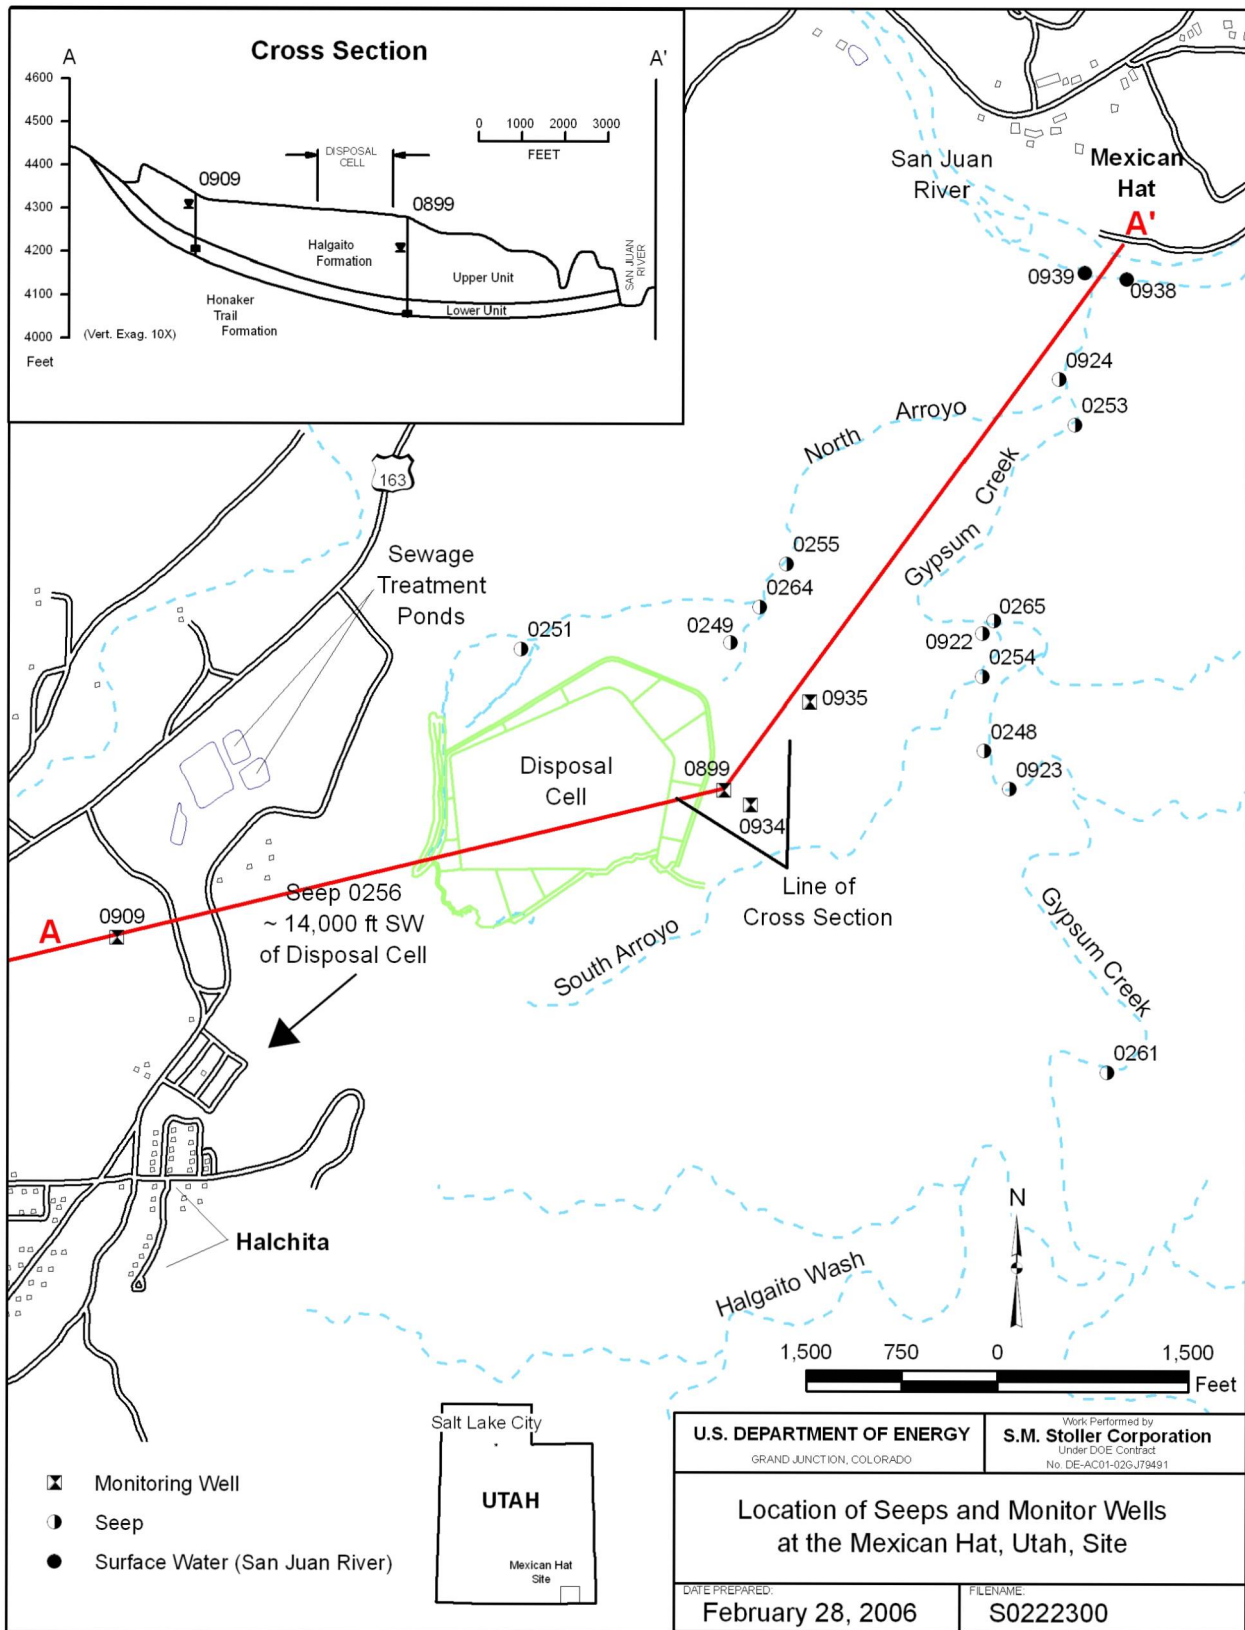 A
Cross Section
A'
4600
4500
4400
4300
4200
4100
4000
Feet
0909
DISPOSAL
CELL
0899
0 1000 2000 3000
FEET
Halgaito
Formation
Upper Unit
Lower Unit
Honaker
Trail
Formation
SAN JUAN
RIVER
(Vert. Exag. 10X)
San Juan
River
Mexican
Hat
A'
0939
0938
0924
0253
North Arroyo
Gypsum Creek
163
Sewage
Treatment
Ponds
0255
0264
0249
0251
0265
0922
0254
0935
0248
0923
0899
0934
Disposal
Cell
Line of
Cross Section
Seep 0256
~ 14,000 ft SW
of Disposal Cell
0909
A
South Arroyo
Gypsum Creek
0261
Halchita
Halgaito Wash
N
1,500 750 0 1,500
Feet
Salt Lake City
UTAH
Mexican Hat
Site
Monitoring Well
Seep
Surface Water (San Juan River)
U.S. DEPARTMENT OF ENERGY
GRAND JUNCTION, COLORADO
Work Performed by
S.M. Stoller Corporation
Under DOE Contract
No. DE-AC01-02GJ79491
Location of Seeps and Monitor Wells
at the Mexican Hat, Utah, Site
DATE PREPARED:
February 28, 2006
FILENAME:
S0222300